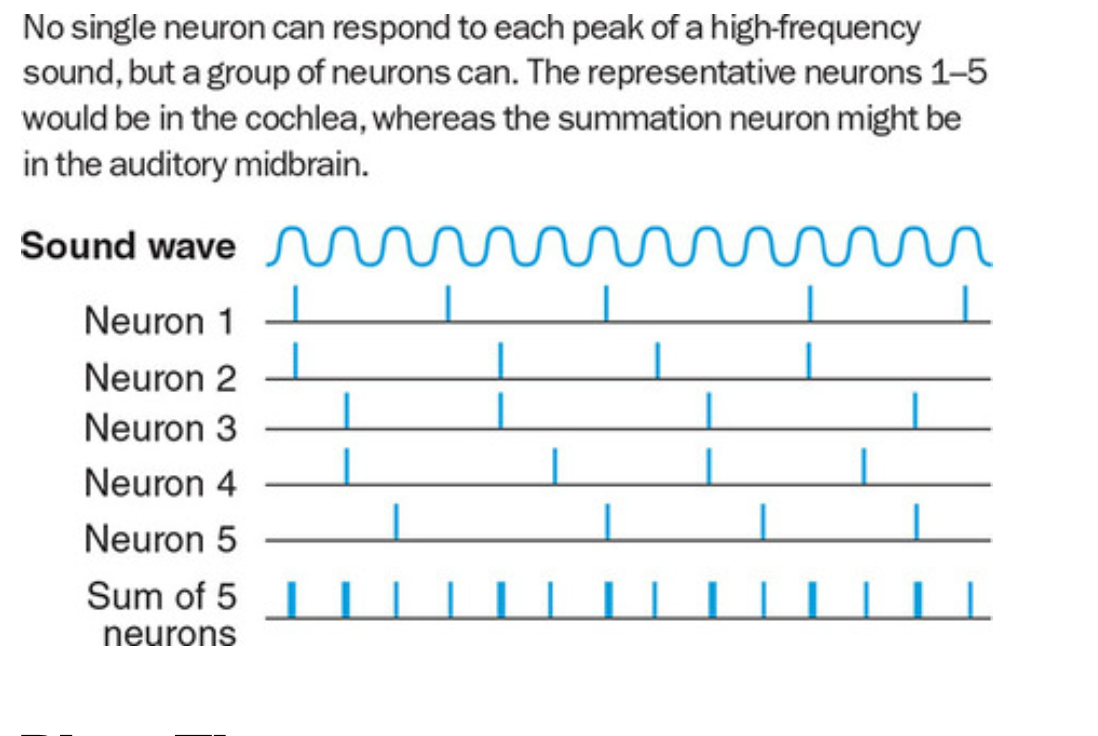 No single neuron can respond to each peak of a high-frequency
sound, but a group of neurons can. The representative neurons 1–5
would be in the cochlea, whereas the summation neuron might be
in the auditory midbrain.
Sound wave
Neuron 1
Neuron 2
Neuron 3
Neuron 4
Neuron 5
Sum of 5
neurons